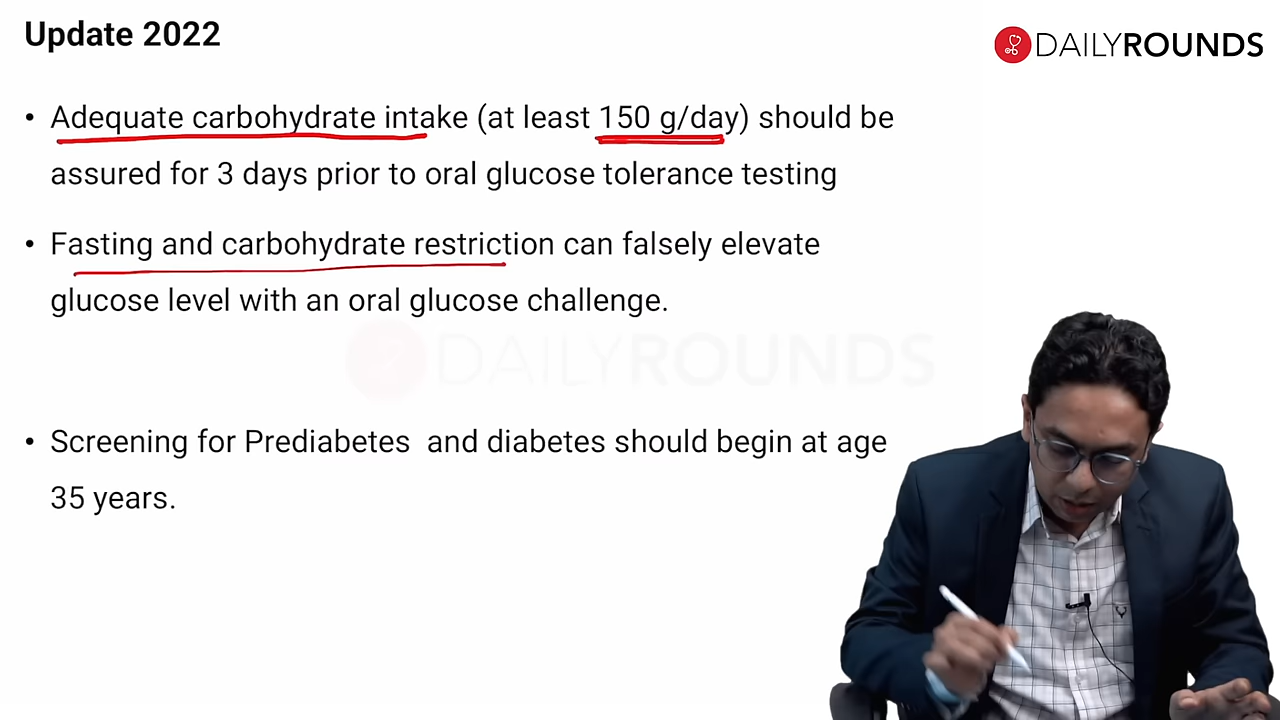 Update 2022
DAILYROUNDS
• Adequate carbohydrate intake (at least 150 g/day) should be
assured for 3 days prior to oral glucose tolerance testing
• Fasting and carbohydrate restriction can falsely elevate
glucose level with an oral glucose challenge.
DAILYROUNDS
• Screening for Prediabetes and diabetes should begin at age
35 years.